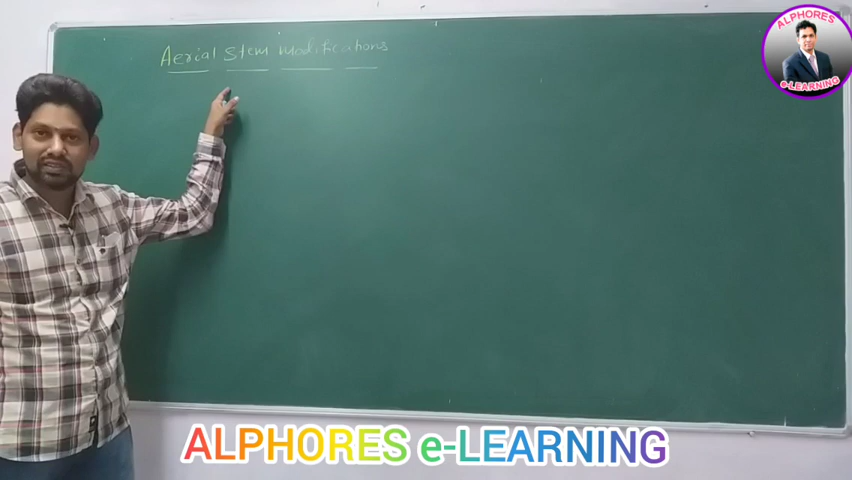 Aerial Stem modifications
ALPHORES
e-LEARNING
ALPHORES e-LEARNING